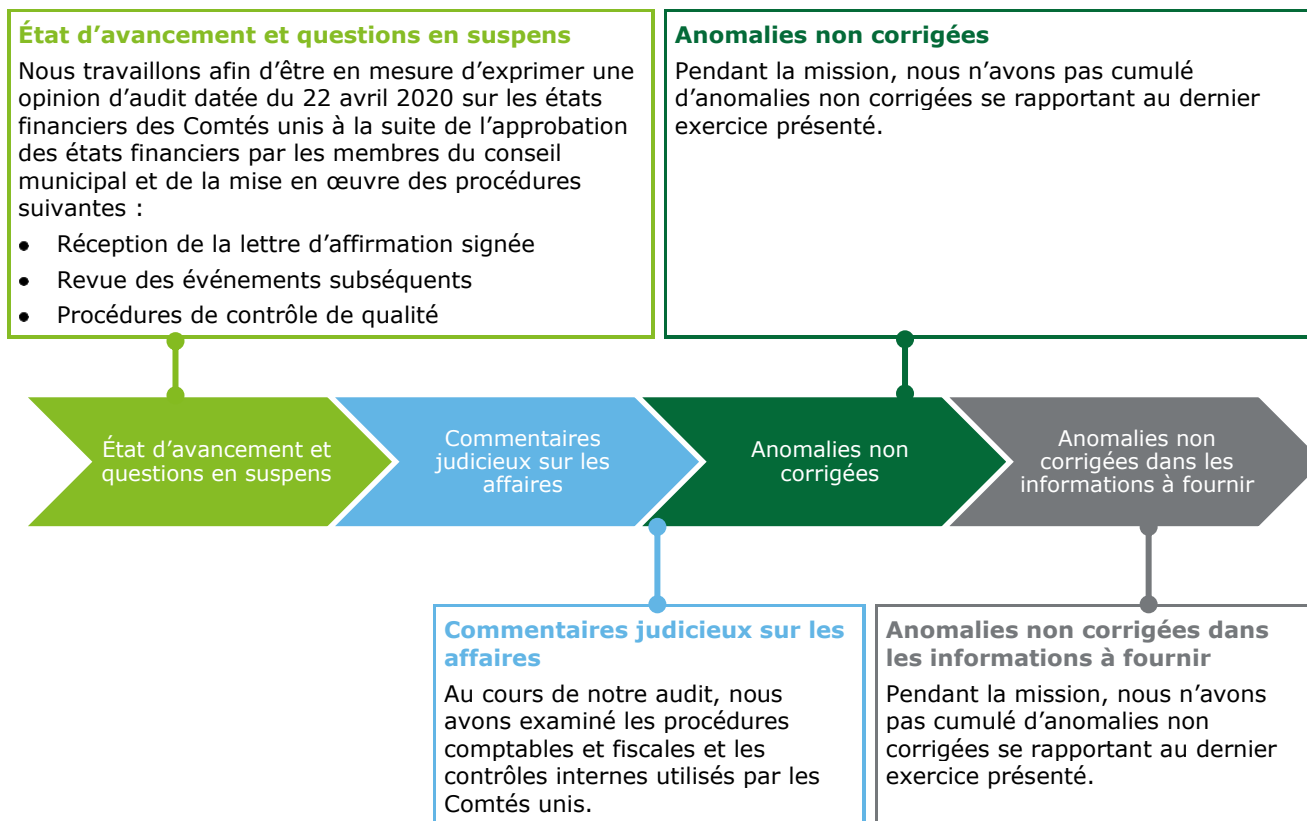 État d’avancement et questions en suspens
Nous travaillons afin d’être en mesure d’exprimer une
opinion d’audit datée du 22 avril 2020 sur les états
financiers des Comtés unis à la suite de l’approbation
des états financiers par les membres du conseil
municipal et de la mise en œuvre des procédures
suivantes :
• Réception de la lettre d’affirmation signée
• Revue des événements subséquents
• Procédures de contrôle de qualité
Anomalies non corrigées
Pendant la mission, nous n’avons pas cumulé
d’anomalies non corrigées se rapportant au dernier
exercice présenté.
État d’avancement et
questions en suspens
Commentaires
judicieux sur les
affaires
Anomalies non
corrigées
Anomalies non
corrigées dans les
informations à fournir
Commentaires judicieux sur les
affaires
Au cours de notre audit, nous
avons examiné les procédures
comptables et fiscales et les
contrôles internes utilisés par les
Comtés unis.
Anomalies non corrigées dans
les informations à fournir
Pendant la mission, nous n’avons
pas cumulé d’anomalies non
corrigées se rapportant au dernier
exercice présenté.